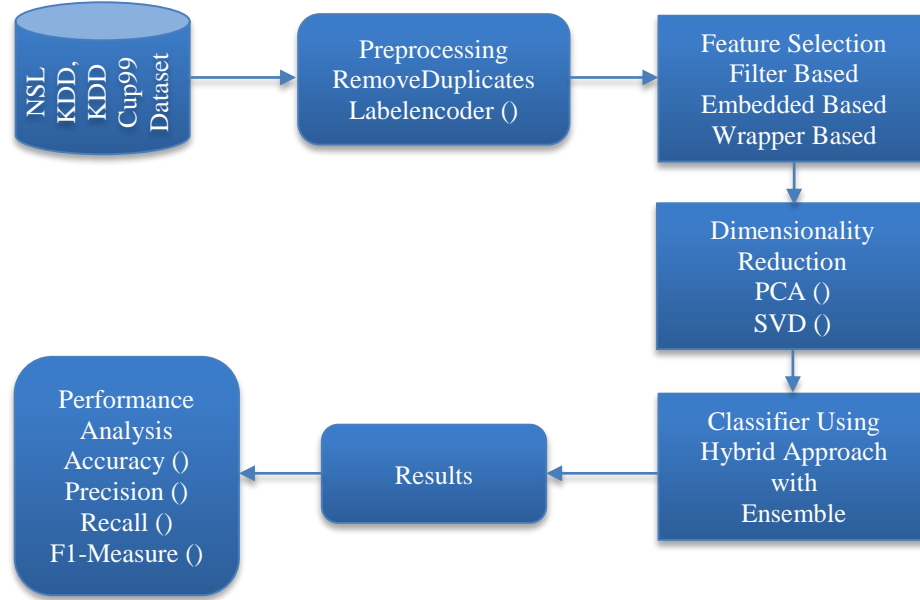 NSL
KDD,
KDD
Cup99
Dataset
Preprocessing
RemoveDuplicates
Labelencoder ()
Feature Selection
Filter Based
Embedded Based
Wrapper Based
Dimensionality
Reduction
PCA ()
SVD ()
Classifier Using
Hybrid Approach
with
Ensemble
Results
Performance
Analysis
Accuracy ()
Precision ()
Recall ()
F1-Measure ()